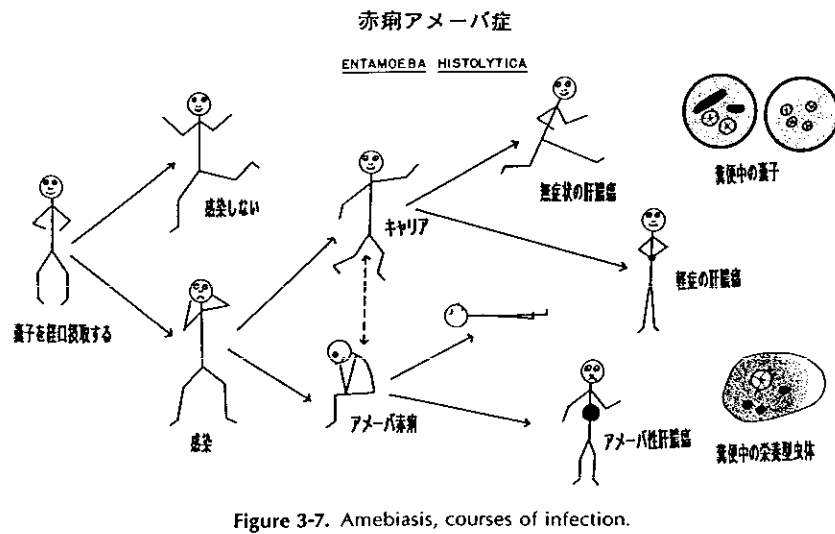 赤痢アメーバ症
ENTAMOEBA HISTOLYTICA
感染しない
キャリア
無症状の肝膿瘍
糞便中の嚢子
嚢子を経口摂取する
軽症の肝膿瘍
感染
アメーバ赤痢
アメーバ性肝膿瘍
糞便中の栄養型虫体
Figure 3-7. Amebiasis, courses of infection.